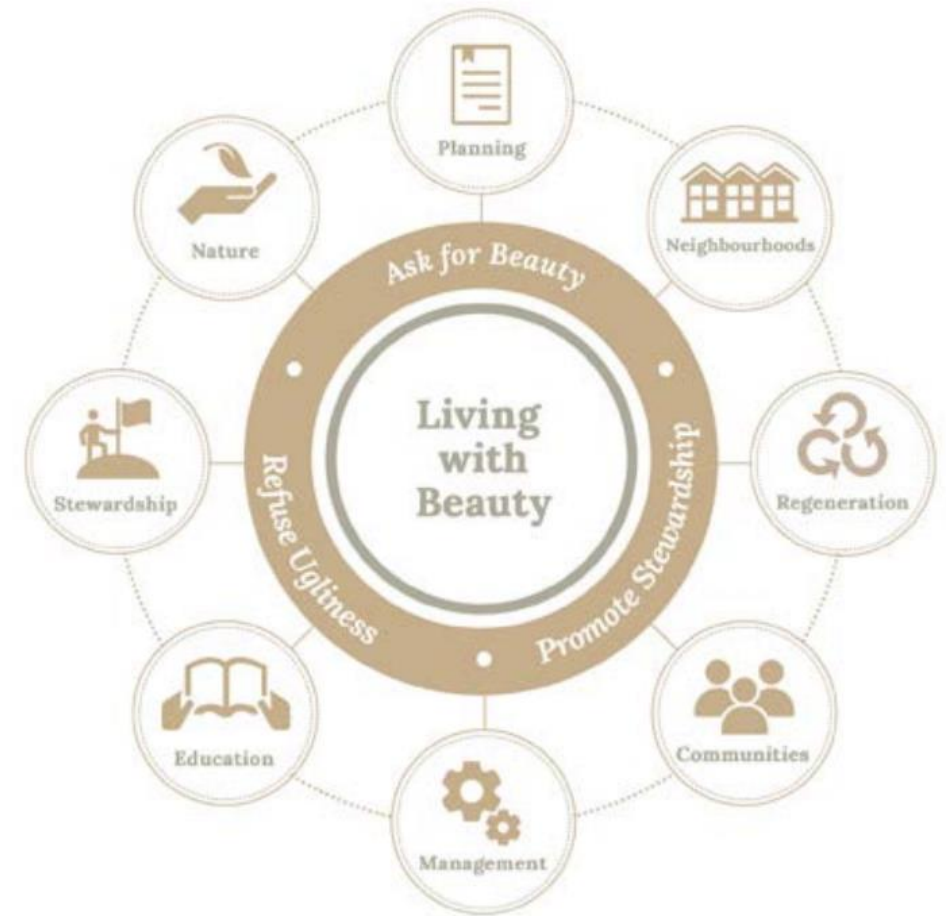 Planning
Neighbourhoods
Regeneration
Communities
Management
Education
Stewardship
Nature
Ask for Beauty
Promote Stewardship
Refuse Ugliness
Living
with
Beauty